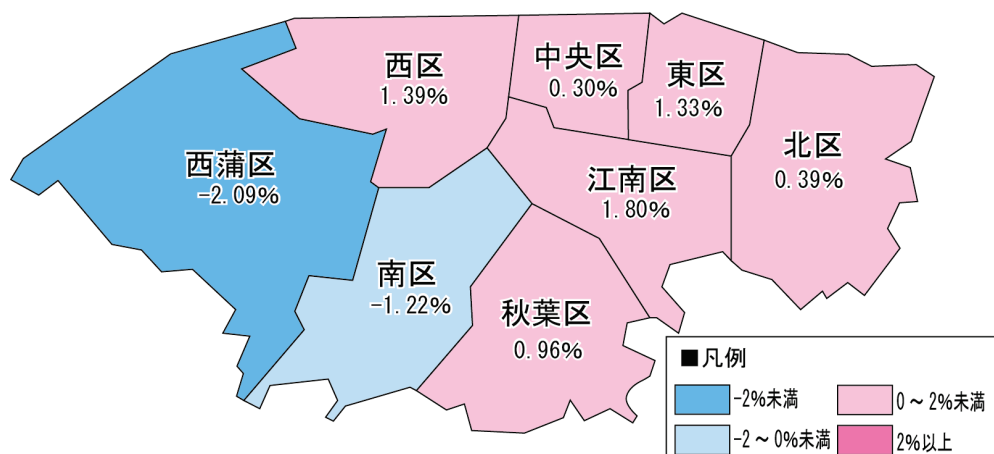 西区
1.39%
中央区
0.30%
東区
1.33%
北区
0.39%
西蒲区
-2.09%
江南区
1.80%
南区
-1.22%
秋葉区
0.96%
■凡例
-2%未満
0～2%未満
-2～0%未満
2%以上